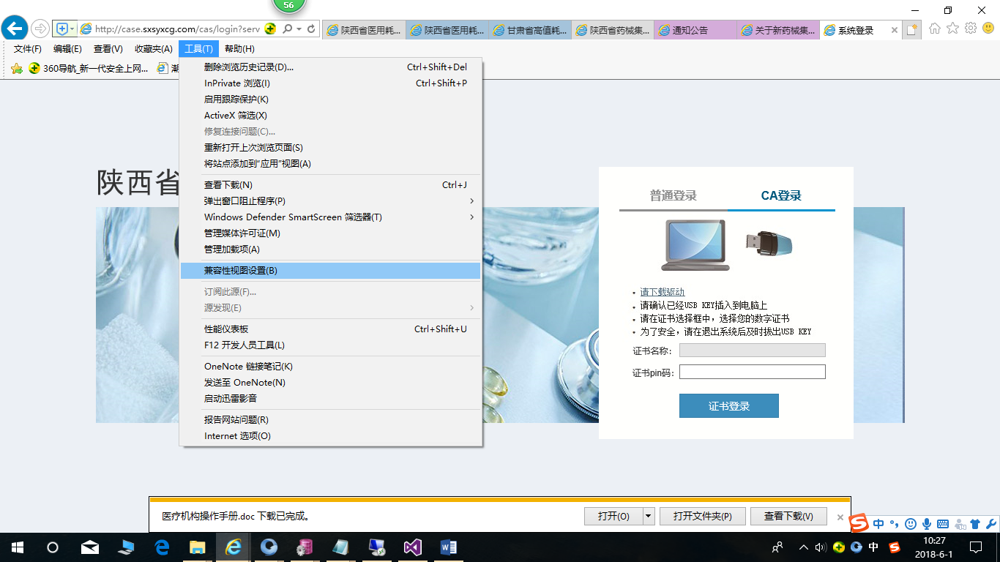 56
http://case.sxsyxcg.com/cas/login?serv
陕西省医用耗...
陕西省医用耗...
甘肃省高值耗...
陕西省药械集...
通知公告
关于新药械集...
系统登录
文件(F) 编辑(E) 查看(V) 收藏夹(A) 工具(T) 帮助(H)
360导航_新一代安全上网...
潮
删除浏览历史记录(D)... Ctrl+Shift+Del
InPrivate 浏览(I) Ctrl+Shift+P
启用跟踪保护(K)
ActiveX 筛选(X)
修复连接问题(C)...
重新打开上次浏览页面(S)
将站点添加到“应用”视图(A)
查看下载(N) Ctrl+J
弹出窗口阻止程序(P)
Windows Defender SmartScreen 筛选器(T)
管理媒体许可证(M)
管理加载项(A)
兼容性视图设置(B)
订阅此源(F)...
源发现(E)
性能仪表板 Ctrl+Shift+U
F12 开发人员工具(L)
OneNote 链接笔记(K)
发送至 OneNote(N)
启动迅雷影音
报告网站问题(R)
Internet 选项(O)
陕西省
普通登录 CA登录
请下载驱动
请确认已经USB KEY插入到电脑上
请在证书选择框中，选择您的数字证书
为了安全，请在退出系统后及时拔出USB KEY
证书名称：
证书pin码：
证书登录
医疗机构操作手册.doc 下载已完成。 打开(O) 打开文件夹(P) 查看下载(V)
中
中
10:27
2018-6-1